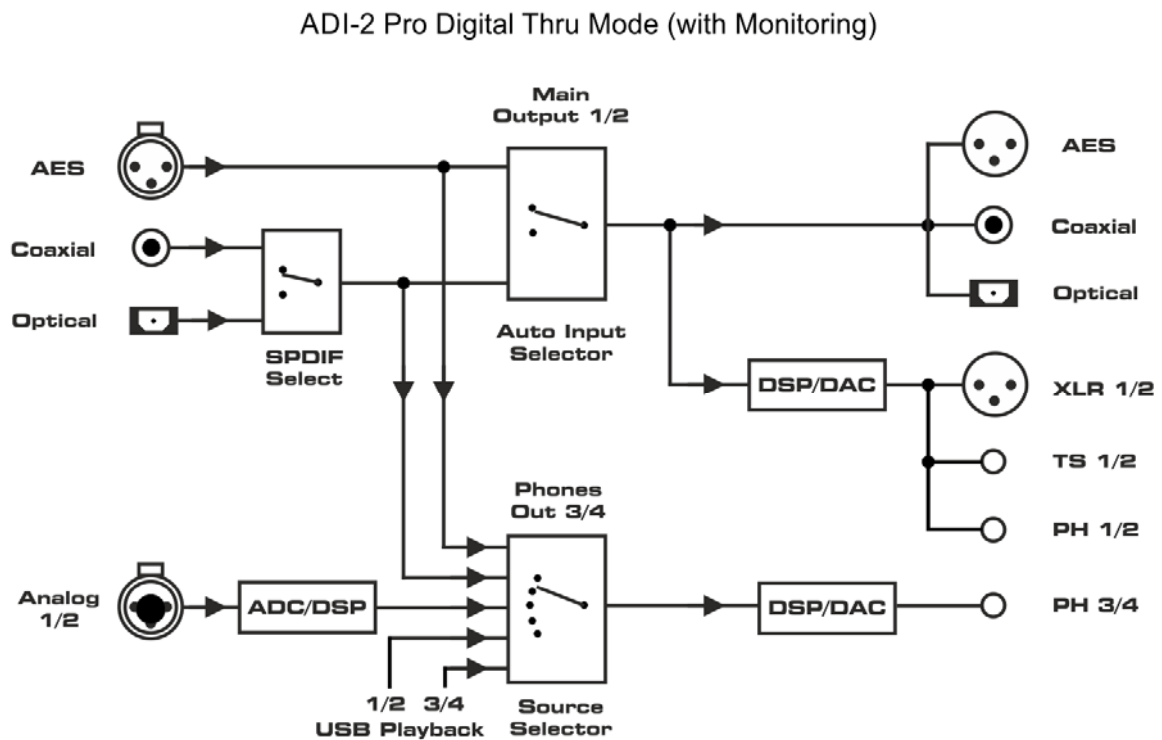 ADI-2 Pro Digital Thru Mode (with Monitoring)
Main
Output 1/2
AES
AES
Coaxial
Coaxial
Optical
Optical
SPDIF
Select
Auto Input
Selector
DSP/DAC
XLR 1/2
TS 1/2
Phones
Out 3/4
PH 1/2
Analog
1/2
ADC/DSP
DSP/DAC
PH 3/4
1/2 3/4
USB Playback
Source
Selector